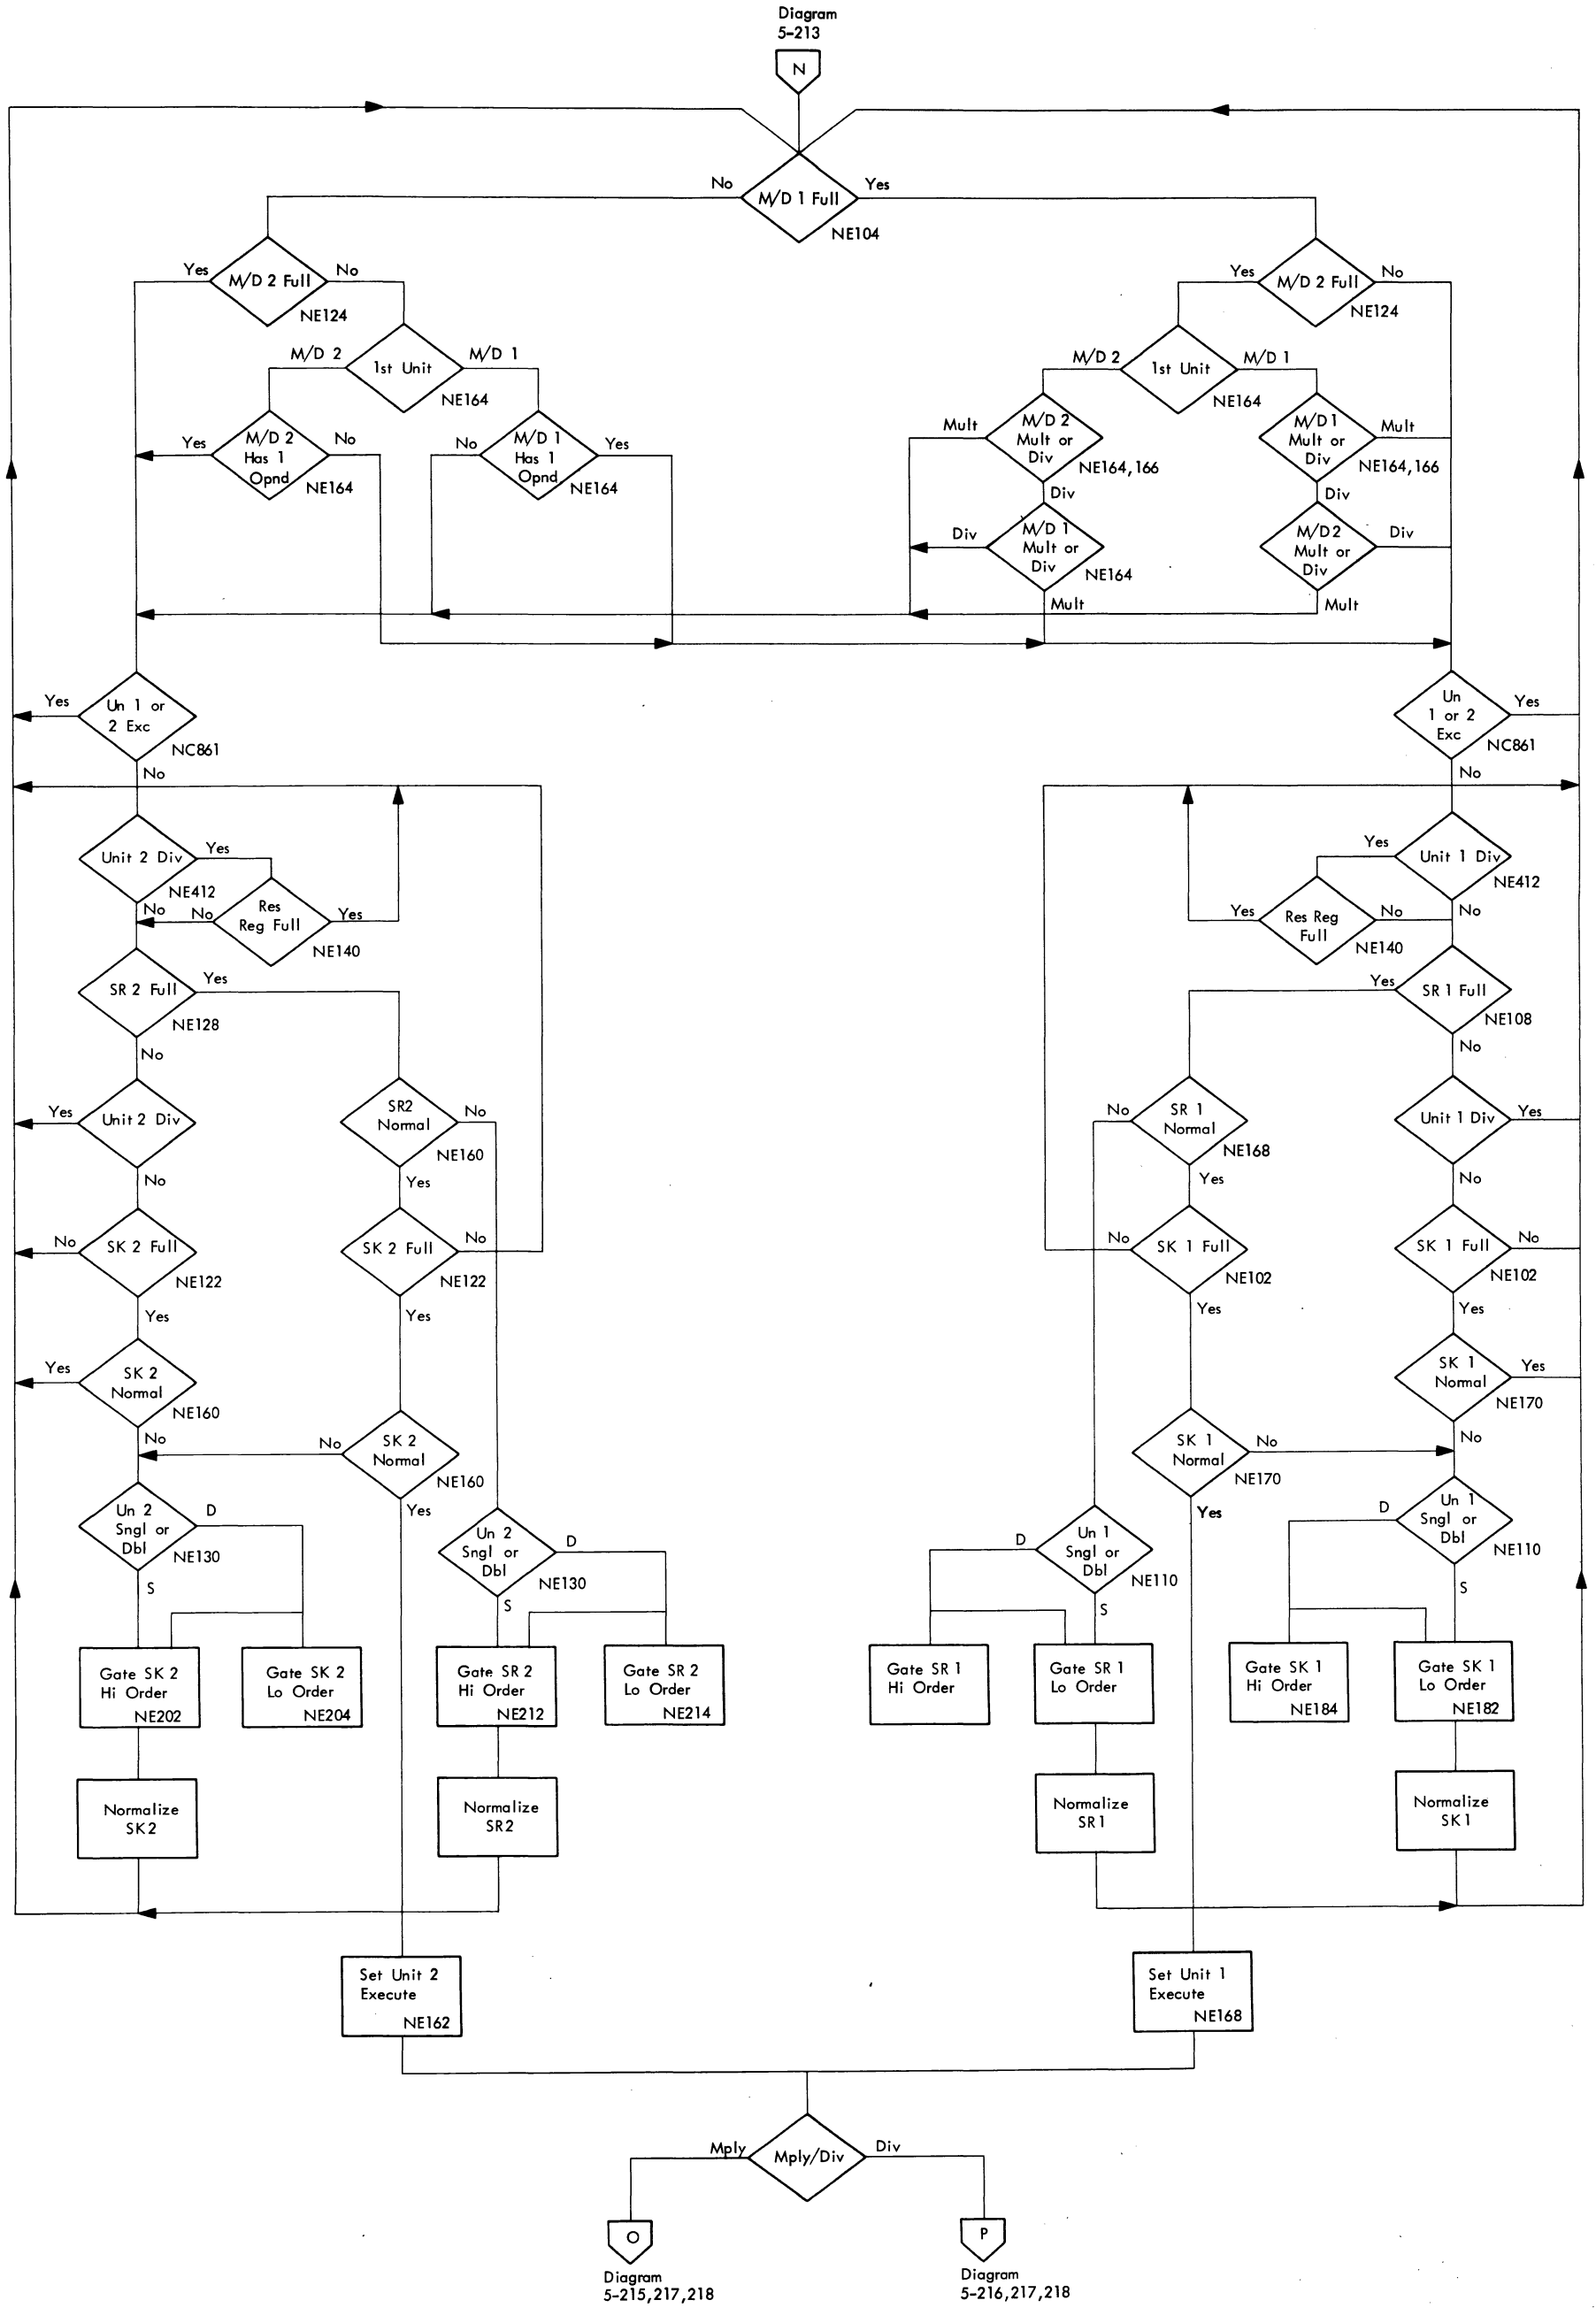 Diagram
5-213
N
No
Yes
M/D 1 Full
NE104
Yes
M/D 2 Full
No
NE124
Yes
M/D 2 Full
No
NE124
M/D 2
1st Unit
M/D 1
NE164
M/D 2
1st Unit
M/D 1
NE164
Yes
M/D 2
Has 1
Opnd
No
NE164
No
M/D 1
Has 1
Opnd
Yes
NE164
Mult
M/D 2
Mult or
Div
NE164,166
Div
M/D 1
Mult or
Div
Mult
NE164,166
Div
Div
M/D 1
Mult or
Div
NE164
Mult
M/D2
Mult or
Div
Div
Mult
Yes
Un 1 or
2 Exc
NC861
No
Un
1 or 2
Exc
Yes
NC861
No
Unit 2 Div
Yes
NE412
No
No
Res
Reg Full
Yes
NE140
Yes
Unit 1 Div
NE412
No
Yes
Res Reg
Full
No
NE140
SR 2 Full
Yes
NE128
No
Yes
SR 1 Full
NE108
No
Yes
Unit 2 Div
No
SR2
Normal
No
NE160
Yes
No
SR 1
Normal
NE168
Yes
Unit 1 Div
Yes
No
No
SK 2 Full
NE122
Yes
SK 2 Full
No
NE122
Yes
No
SK 1 Full
NE102
Yes
SK 1 Full
No
NE102
Yes
Yes
SK 2
Normal
NE160
No
No
SK 2
Normal
NE160
Yes
SK 1
Normal
No
NE170
Yes
SK 1
Normal
Yes
NE170
No
Un 2
Sngl or
Dbl
D
NE130
S
Un 2
Sngl or
Dbl
D
NE130
S
D
Un 1
Sngl or
Dbl
NE110
S
D
Un 1
Sngl or
Dbl
NE110
S
Gate SK 2
Hi Order
NE202
Gate SK 2
Lo Order
NE204
Gate SR 2
Hi Order
NE212
Gate SR 2
Lo Order
NE214
Gate SR 1
Hi Order
Gate SR 1
Lo Order
Gate SK 1
Hi Order
NE184
Gate SK 1
Lo Order
NE182
Normalize
SK2
Normalize
SR2
Normalize
SR1
Normalize
SK1
Set Unit 2
Execute
NE162
Set Unit 1
Execute
NE168
Mply
Mply/Div
Div
O
P
Diagram
5-215,217,218
Diagram
5-216,217,218